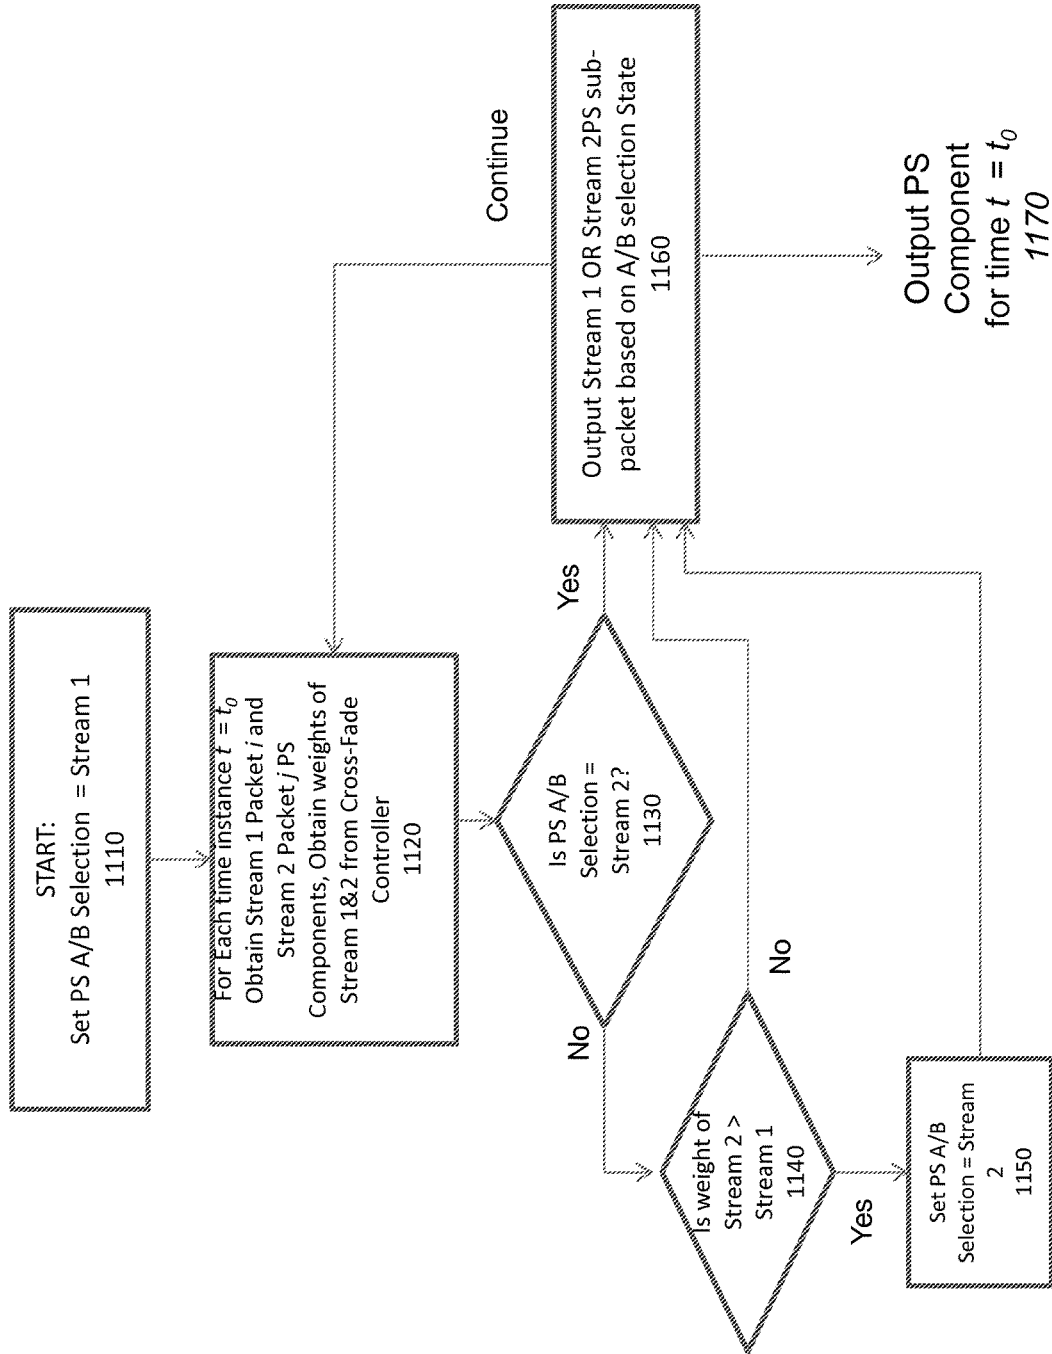 START:
Set PS A/B Selection = Stream 1
1110
For Each time instance t = t0
Obtain Stream 1 Packet i and
Stream 2 Packet j PS
Components, Obtain weights of
Stream 1&2 from Cross-Fade
Controller
1120
Is PS A/B
Selection =
Stream 2?
1130
Yes
No
Is weight of
Stream 2 >
Stream 1
1140
No
Yes
Set PS A/B
Selection = Stream
2
1150
Continue
Output Stream 1 OR Stream 2PS sub-
packet based on A/B selection State
1160
Output PS
Component
for time t = t0
1170